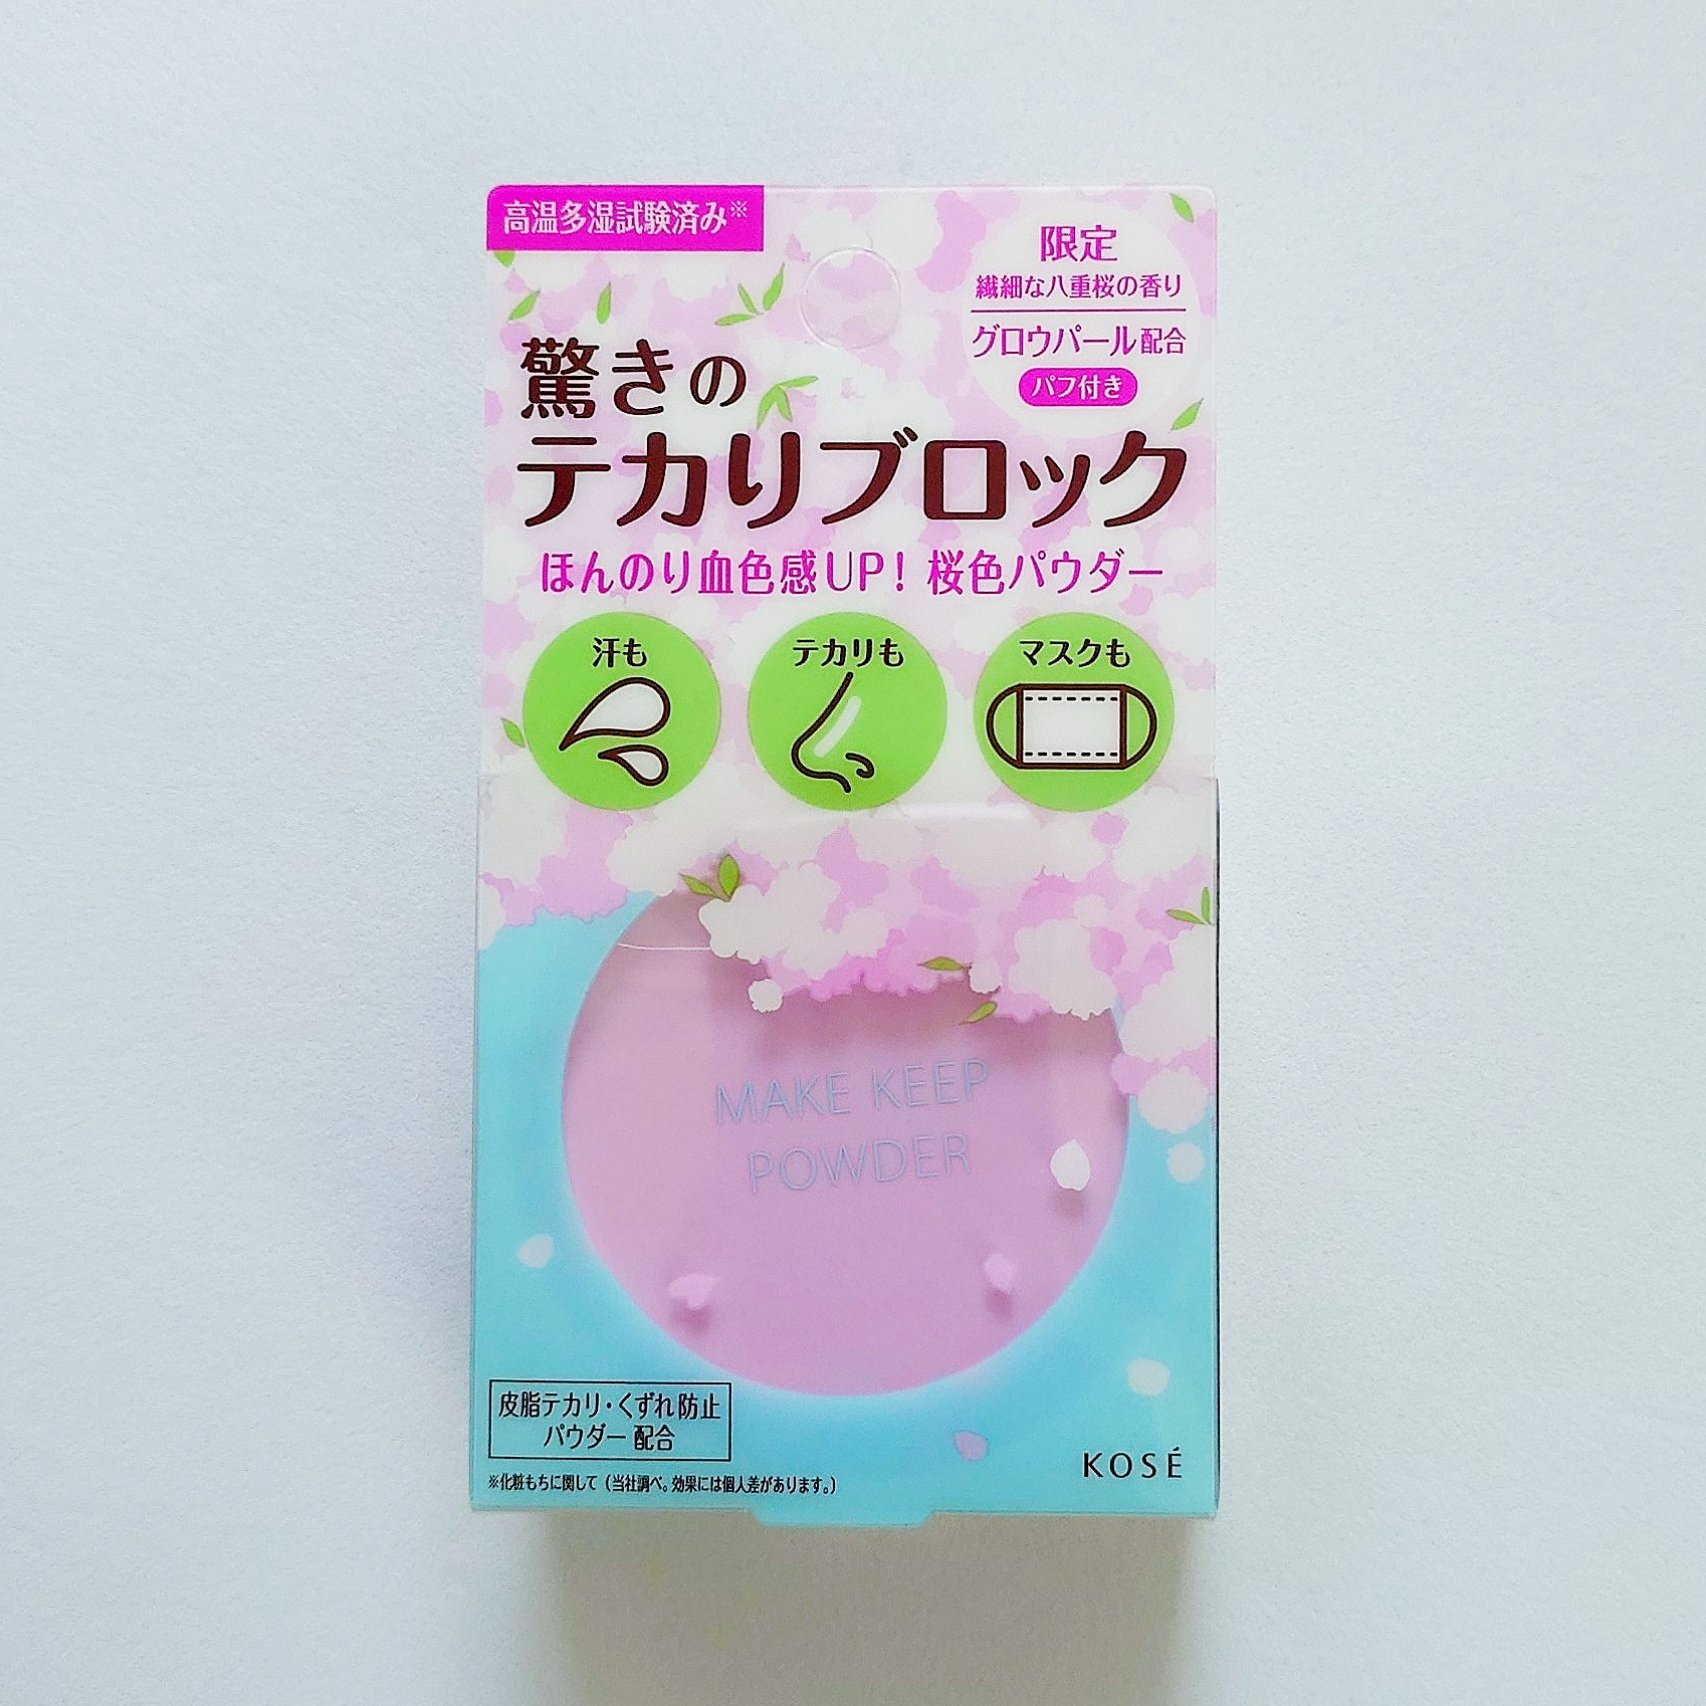 高温多湿試験済み※
限定
繊細な八重桜の香り
グロウパール配合
パフ付き
驚きの
テカリブロック
ほんのり血色感UP! 桜色パウダー
汗も
テカリも
マスクも
MAKE KEEP
POWDER
皮脂テカリ・くずれ防止
パウダー配合
※化粧もちに関して(当社調べ。効果には個人差があります。)
KOSÉ